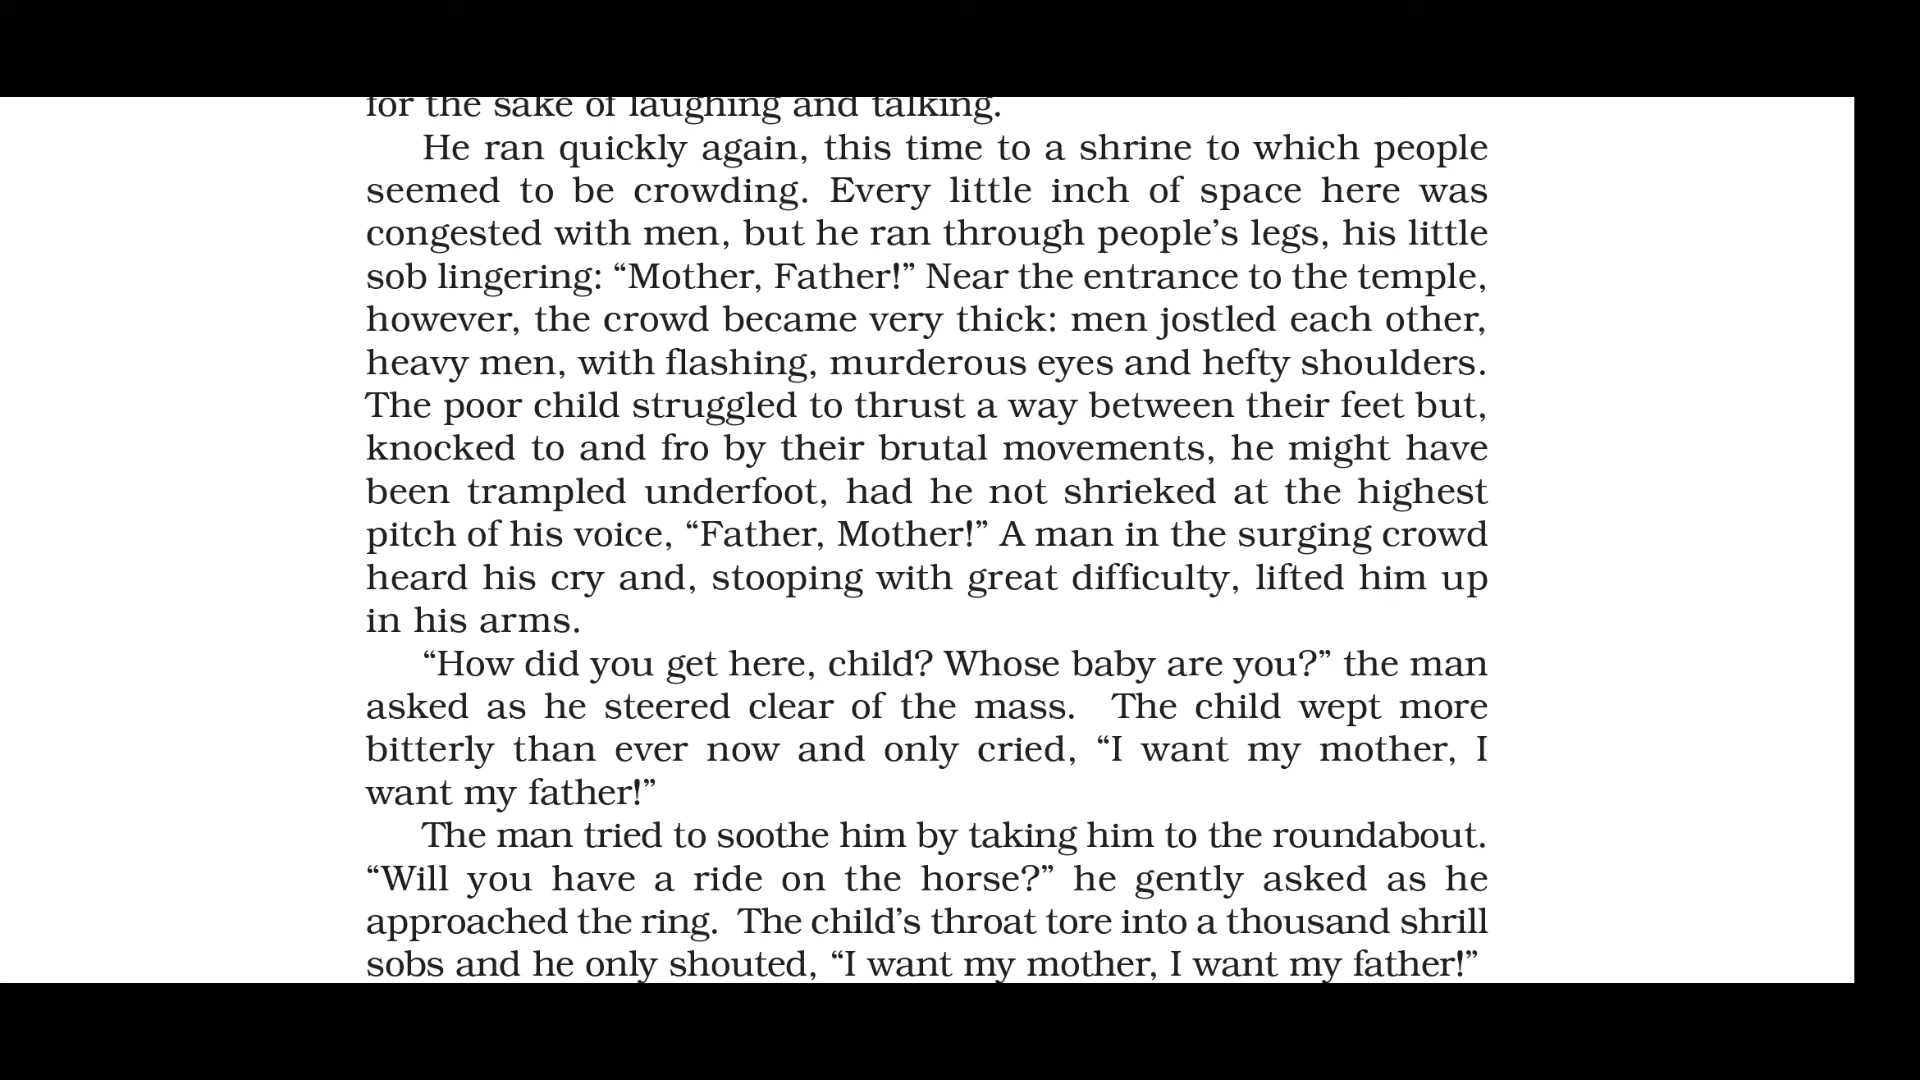 for the sake of laughing and talking.
He ran quickly again, this time to a shrine to which people
seemed to be crowding. Every little inch of space here was
congested with men, but he ran through people’s legs, his little
sob lingering: “Mother, Father!” Near the entrance to the temple,
however, the crowd became very thick: men jostled each other,
heavy men, with flashing, murderous eyes and hefty shoulders.
The poor child struggled to thrust a way between their feet but,
knocked to and fro by their brutal movements, he might have
been trampled underfoot, had he not shrieked at the highest
pitch of his voice, “Father, Mother!” A man in the surging crowd
heard his cry and, stooping with great difficulty, lifted him up
in his arms.
“How did you get here, child? Whose baby are you?” the man
asked as he steered clear of the mass. The child wept more
bitterly than ever now and only cried, “I want my mother, I
want my father!”
The man tried to soothe him by taking him to the roundabout.
“Will you have a ride on the horse?” he gently asked as he
approached the ring. The child’s throat tore into a thousand shrill
sobs and he only shouted, “I want my mother, I want my father!”